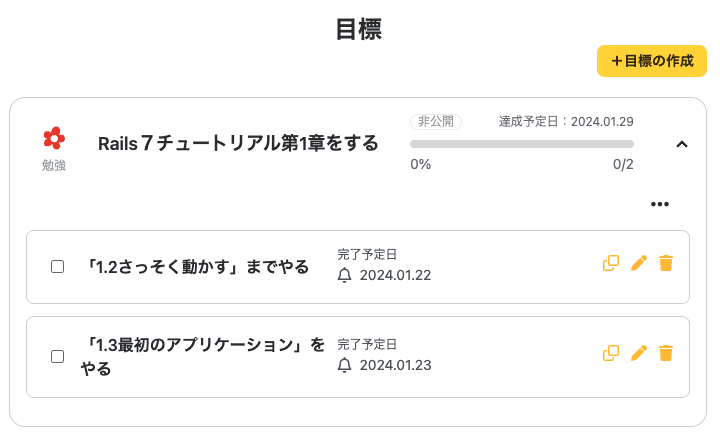 目標
＋目標の作成
勉強
Rails７チュートリアル第1章をする
非公開
達成予定日：2024.01.29
0%
0/2
「1.2さっそく動かす」までやる
完了予定日
2024.01.22
「1.3最初のアプリケーション」を
やる
完了予定日
2024.01.23